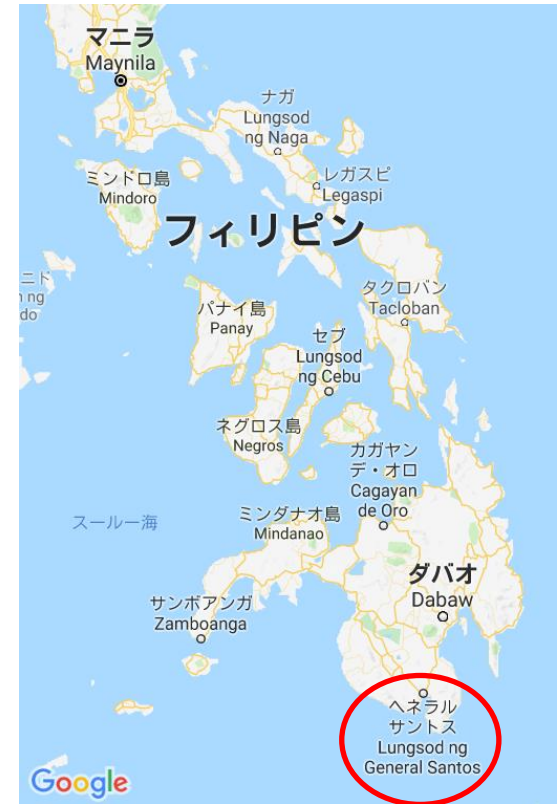 マニラ
Maynila
ナガ
Lungsod
ng Naga
レガスピ
Legaspi
ミンドロ島
Mindoro
フィリピン
ニド
n ng
do
タクロバン
Tacloban
パナイ島
Panay
セブ
Lungsod
ng Cebu
ネグロス島
Negros
カガヤン
デ・オロ
Cagayan
de Oro
スールー海
ミンダナオ島
Mindanao
ダバオ
Dabaw
サンボアンガ
Zamboanga
ヘネラル
サントス
Lungsod ng
General Santos
Google